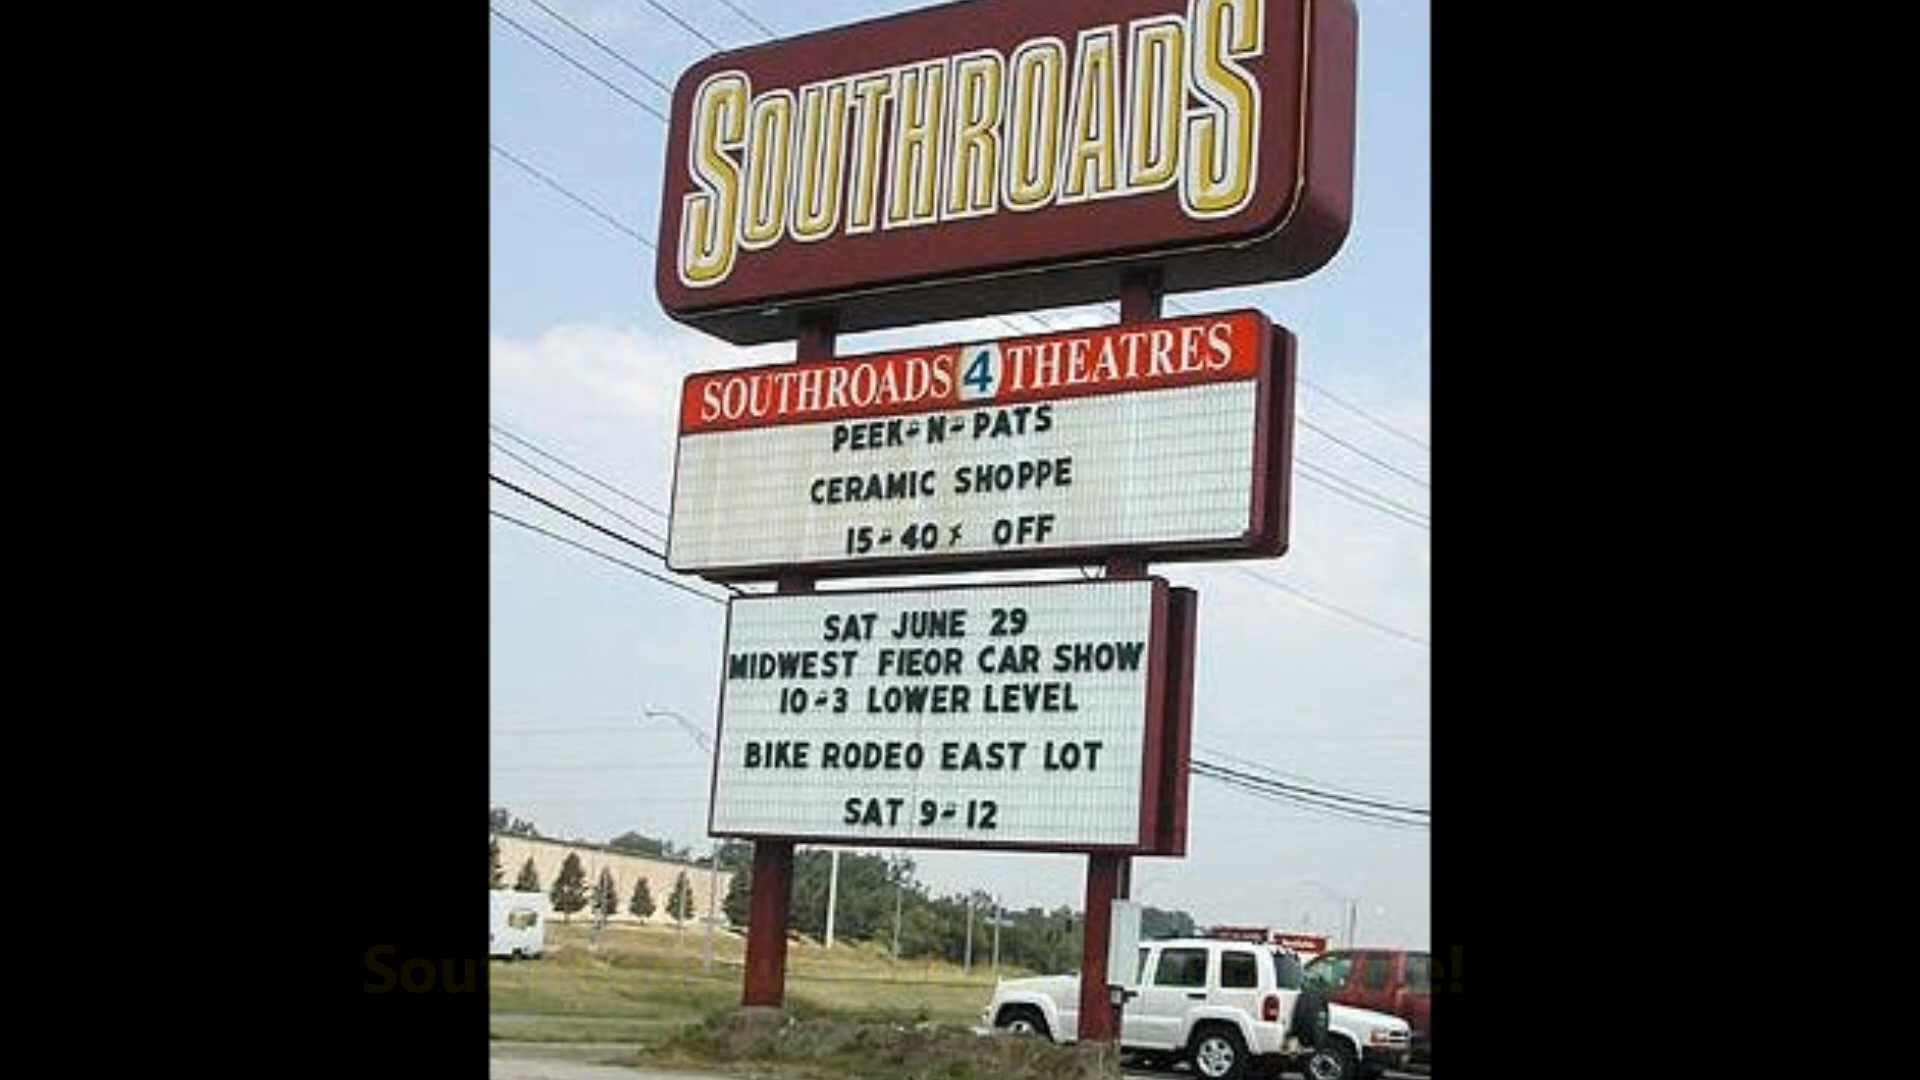 SOUTHROADS
SOUTHROADS 4 THEATRES
PEEK-N-PATS
CERAMIC SHOPPE
15-40% OFF
SAT JUNE 29
MIDWEST FIEOR CAR SHOW
10-3 LOWER LEVEL
BIKE RODEO EAST LOT
SAT 9-12